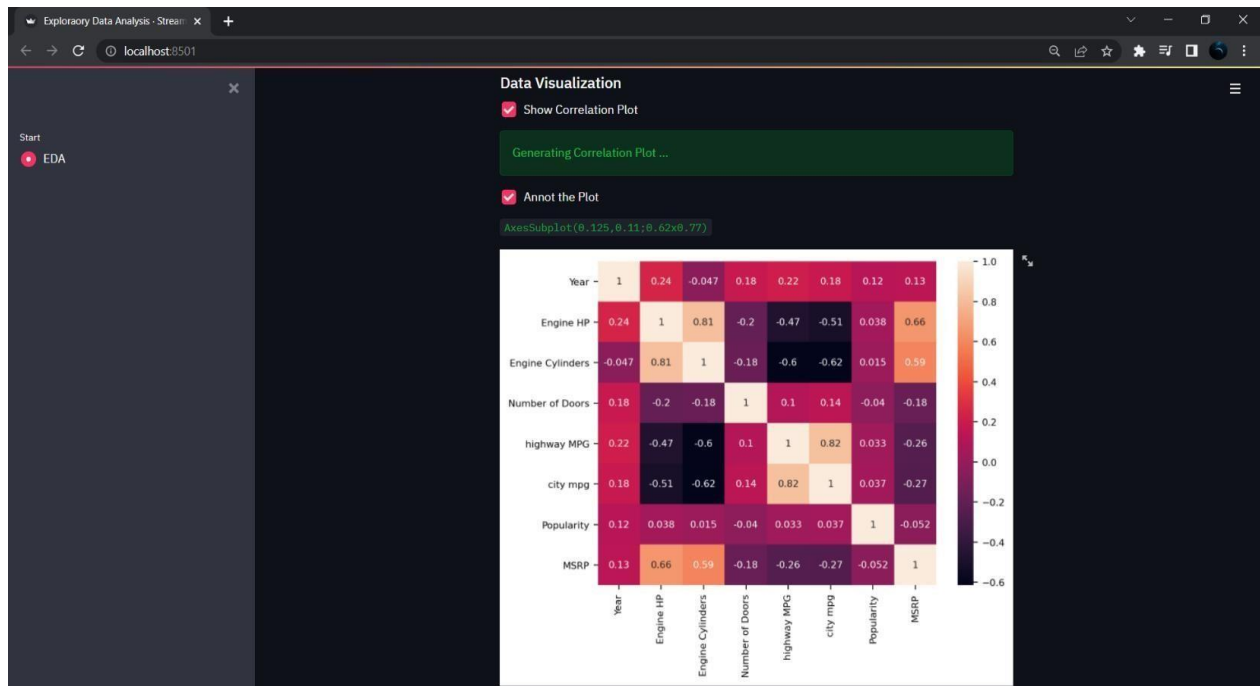 Exploraory Data Analysis · Stream
localhost:8501
Data Visualization
Show Correlation Plot
Start
EDA
Generating Correlation Plot ...
Annot the Plot
AxesSubplot(0.125,0.11;0.62x0.77)
Year 1 0.24 -0.047 0.18 0.22 0.18 0.12 0.13
Engine HP 0.24 1 0.81 -0.2 -0.47 -0.51 0.038 0.66
Engine Cylinders -0.047 0.81 1 -0.18 -0.6 -0.62 0.015 0.59
Number of Doors 0.18 -0.2 -0.18 1 0.1 0.14 -0.04 -0.18
highway MPG 0.22 -0.47 -0.6 0.1 1 0.82 0.033 -0.26
city mpg 0.18 -0.51 -0.62 0.14 0.82 1 0.037 -0.27
Popularity 0.12 0.038 0.015 -0.04 0.033 0.037 1 -0.052
MSRP 0.13 0.66 0.59 -0.18 -0.26 -0.27 -0.052 1
Year
Engine HP
Engine Cylinders
Number of Doors
highway MPG
city mpg
Popularity
MSRP
1.0
0.8
0.6
0.4
0.2
0.0
−0.2
−0.4
−0.6